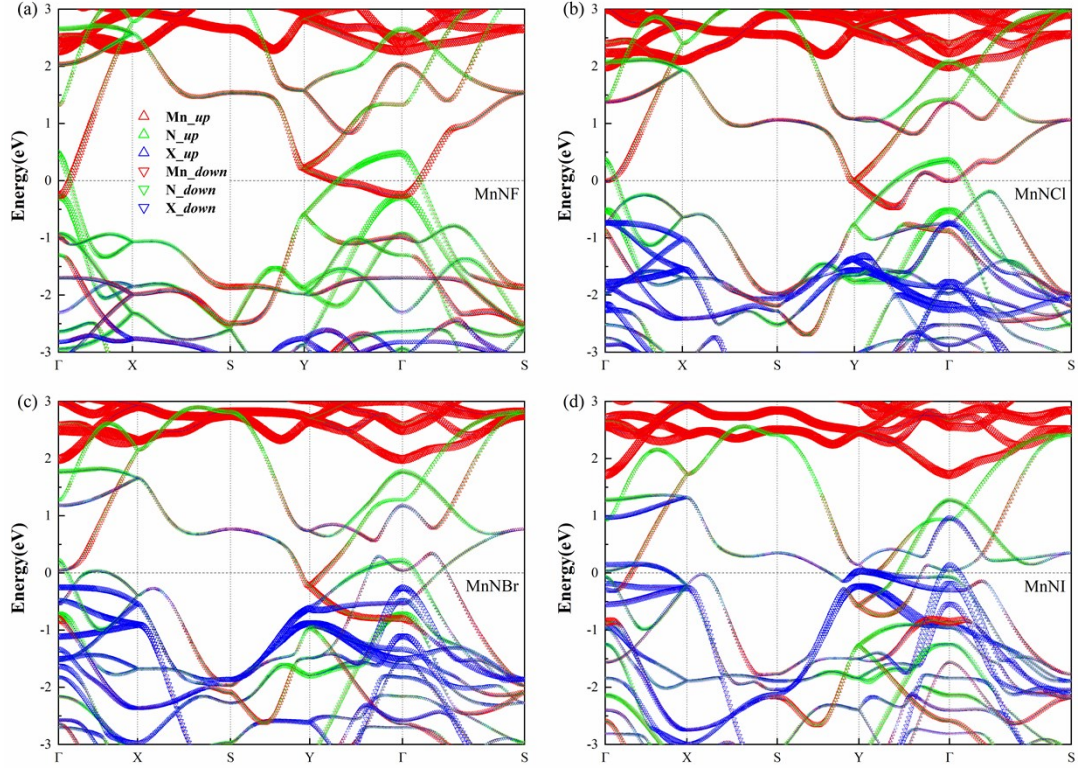 (a)
3
2
1
0
-1
-2
-3
Energy(eV)
Mn_up
N_up
X_up
Mn_down
N_down
X_down
MnNF
Γ X S Y Γ S
(b)
3
2
1
0
-1
-2
-3
Energy(eV)
MnNCl
Γ X S Y Γ S
(c)
3
2
1
0
-1
-2
-3
Energy(eV)
MnNBr
Γ X S Y Γ S
(d)
3
2
1
0
-1
-2
-3
Energy(eV)
MnNI
Γ X S Y Γ S